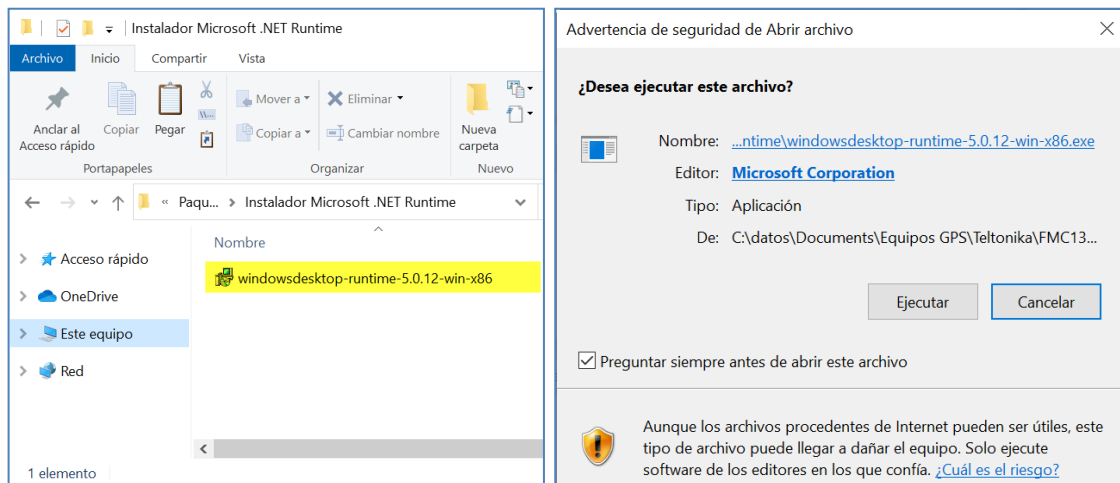 Instalador Microsoft .NET Runtime
Archivo Inicio Compartir Vista
Anclar al
Acceso rápido
Copiar
Pegar
Portapapeles
Mover a
Copiar a
Eliminar
Cambiar nombre
Organizar
Nueva
carpeta
Nuevo
« Paqu... > Instalador Microsoft .NET Runtime
Acceso rápido
OneDrive
Este equipo
Red
Nombre
windowsdesktop-runtime-5.0.12-win-x86
1 elemento
Advertencia de seguridad de Abrir archivo
¿Desea ejecutar este archivo?
Nombre: ...ntime\windowsdesktop-runtime-5.0.12-win-x86.exe
Editor: Microsoft Corporation
Tipo: Aplicación
De: C:\datos\Documents\Equipos GPS\Teltonika\FMC13...
Ejecutar Cancelar
Preguntar siempre antes de abrir este archivo
Aunque los archivos procedentes de Internet pueden ser útiles, este
tipo de archivo puede llegar a dañar el equipo. Solo ejecute
software de los editores en los que confía. ¿Cuál es el riesgo?